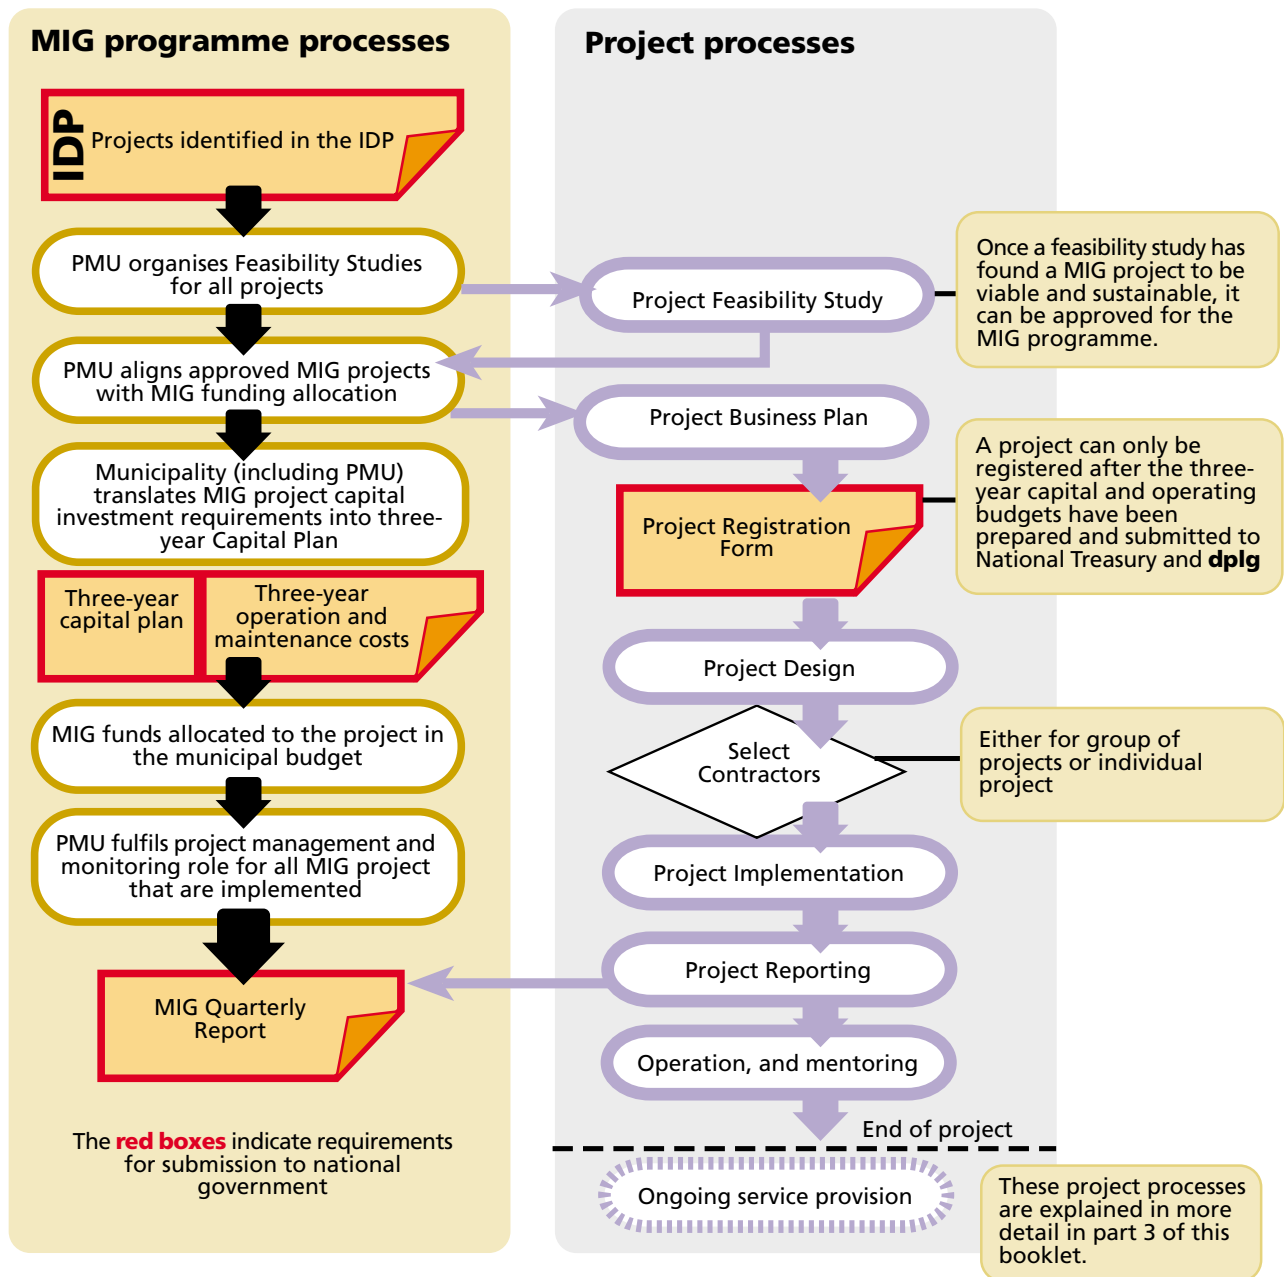 MIG programme processes
IDP
Projects identified in the IDP
PMU organises Feasibility Studies
for all projects
PMU aligns approved MIG projects
with MIG funding allocation
Municipality (including PMU)
translates MIG project capital
investment requirements into three-
year Capital Plan
Three-year
capital plan
Three-year
operation and
maintenance costs
MIG funds allocated to the project in
the municipal budget
PMU fulfils project management and
monitoring role for all MIG project
that are implemented
MIG Quarterly
Report
The red boxes indicate requirements
for submission to national
government
Project processes
Project Feasibility Study
Once a feasibility study has
found a MIG project to be
viable and sustainable, it
can be approved for the
MIG programme.
Project Business Plan
Project Registration
Form
A project can only be
registered after the three-
year capital and operating
budgets have been
prepared and submitted to
National Treasury and dplg
Project Design
Select
Contractors
Either for group of
projects or individual
project
Project Implementation
Project Reporting
Operation, and mentoring
End of project
Ongoing service provision
These project processes
are explained in more
detail in part 3 of this
booklet.